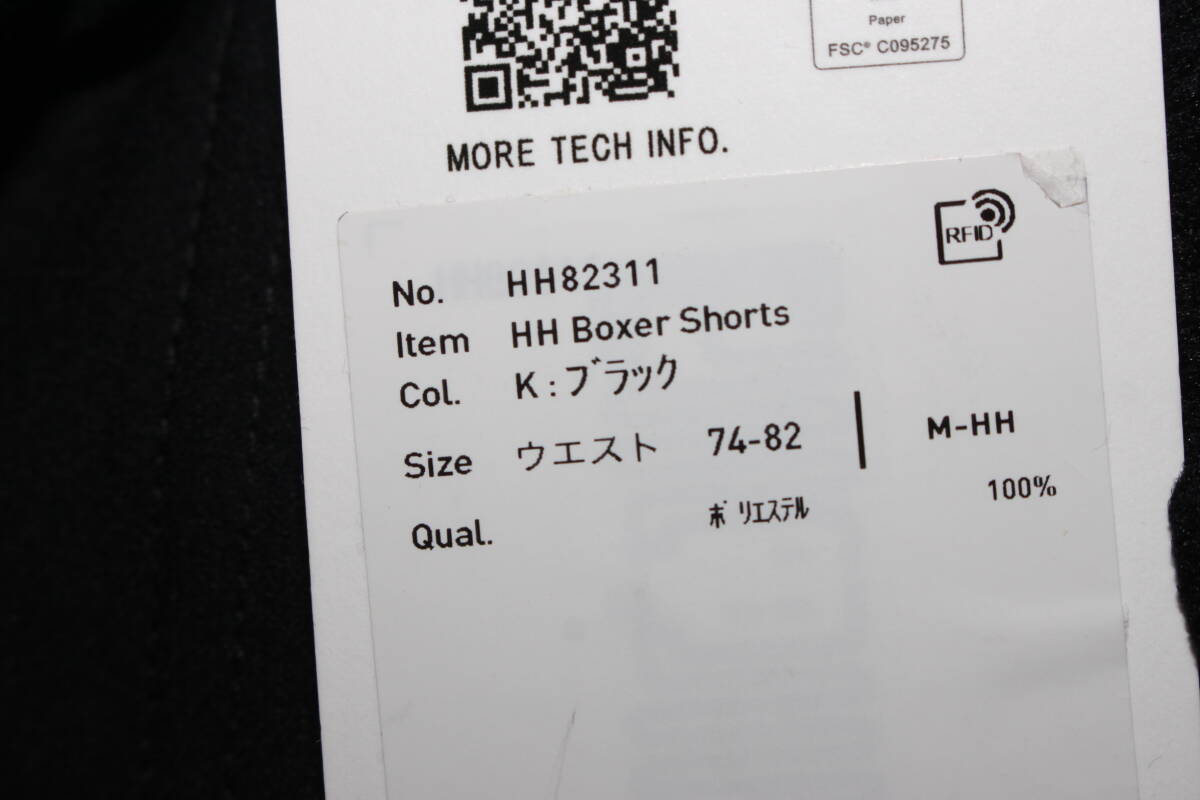 Paper
FSC® C095275
MORE TECH INFO.
RFID
No. HH82311
Item HH Boxer Shorts
Col. K:ブラック
Size ウエスト 74-82 | M-HH
Qual. ポリエステル 100%